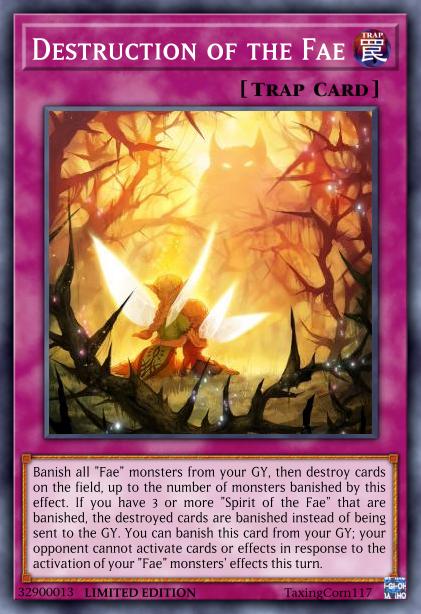 DESTRUCTION OF THE FAE
TRAP
罠
[TRAP CARD]
Banish all "Fae" monsters from your GY, then destroy cards
on the field, up to the number of monsters banished by this
effect. If you have 3 or more "Spirit of the Fae" that are
banished, the destroyed cards are banished instead of being
sent to the GY. You can banish this card from your GY; your
opponent cannot activate cards or effects in response to the
activation of your "Fae" monsters' effects this turn.
32900013 LIMITED EDITION TaxingCorn117